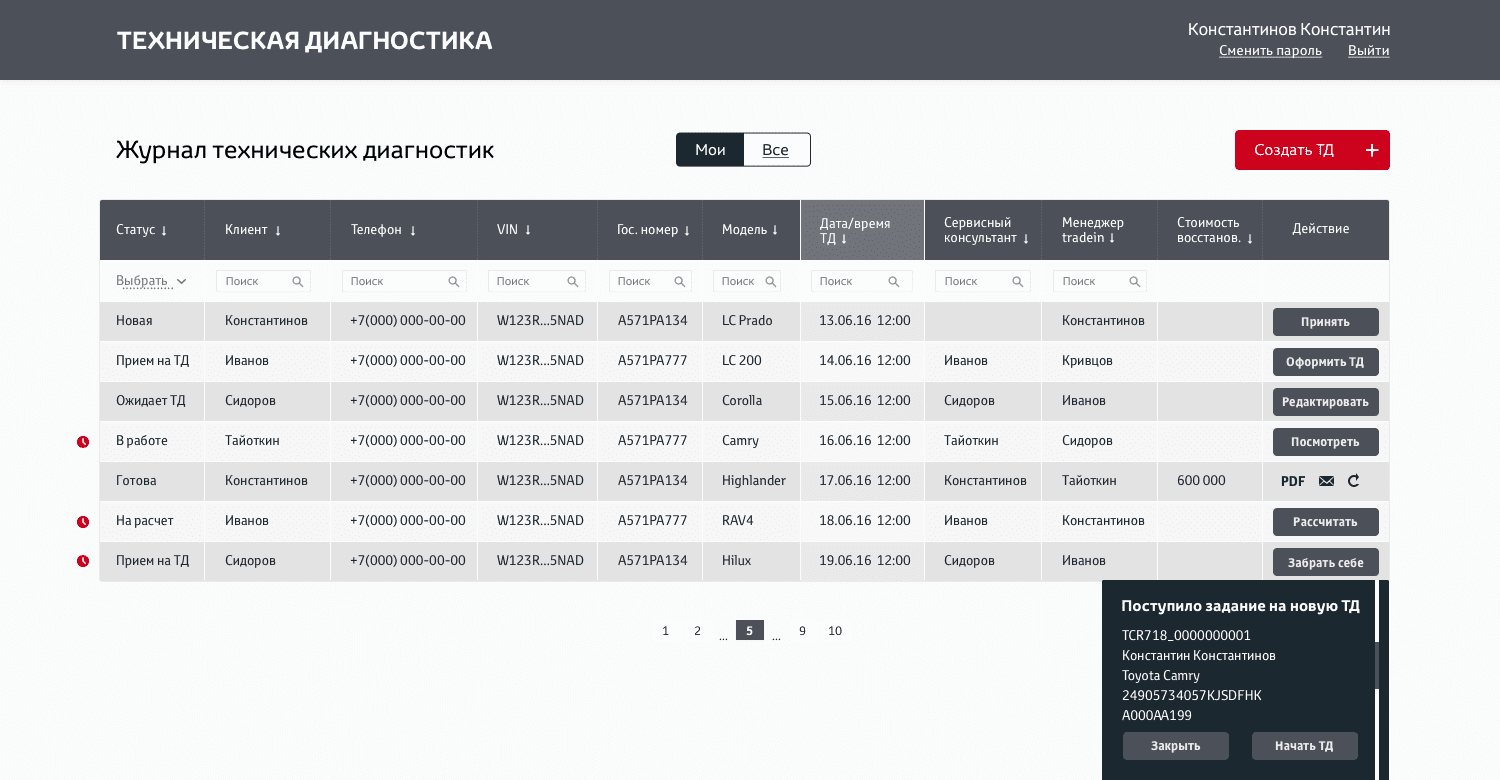 ТЕХНИЧЕСКАЯ ДИАГНОСТИКА
Константинов Константин
Сменить пароль Выйти
Журнал технических диагностик
Мои Все
Создать ТД +
Статус ↓ Клиент ↓ Телефон ↓ VIN ↓ Гос. номер ↓ Модель ↓ Дата/время ТД ↓ Сервисный консультант ↓ Менеджер tradein ↓ Стоимость восстанов. ↓ Действие
Выбрать Поиск Поиск Поиск Поиск Поиск Поиск Поиск Поиск
Новая Константинов +7(000) 000-00-00 W123R...5NAD А571РА134 LC Prado 13.06.16 12:00 Константинов Принять
Прием на ТД Иванов +7(000) 000-00-00 W123R...5NAD А571РА777 LC 200 14.06.16 12:00 Иванов Кривцов Оформить ТД
Ожидает ТД Сидоров +7(000) 000-00-00 W123R...5NAD А571РА134 Corolla 15.06.16 12:00 Сидоров Иванов Редактировать
В работе Тайоткин +7(000) 000-00-00 W123R...5NAD А571РА777 Camry 16.06.16 12:00 Тайоткин Сидоров Посмотреть
Готова Константинов +7(000) 000-00-00 W123R...5NAD А571РА134 Highlander 17.06.16 12:00 Константинов Тайоткин 600 000 PDF
На расчет Иванов +7(000) 000-00-00 W123R...5NAD А571РА777 RAV4 18.06.16 12:00 Иванов Константинов Рассчитать
Прием на ТД Сидоров +7(000) 000-00-00 W123R...5NAD А571РА134 Hilux 19.06.16 12:00 Сидоров Иванов Забрать себе
1 2 ... 5 ... 9 10
Поступило задание на новую ТД
TCR718_0000000001
Константин Константинов
Toyota Camry
24905734057KJSDFHK
А000АА199
Закрыть Начать ТД